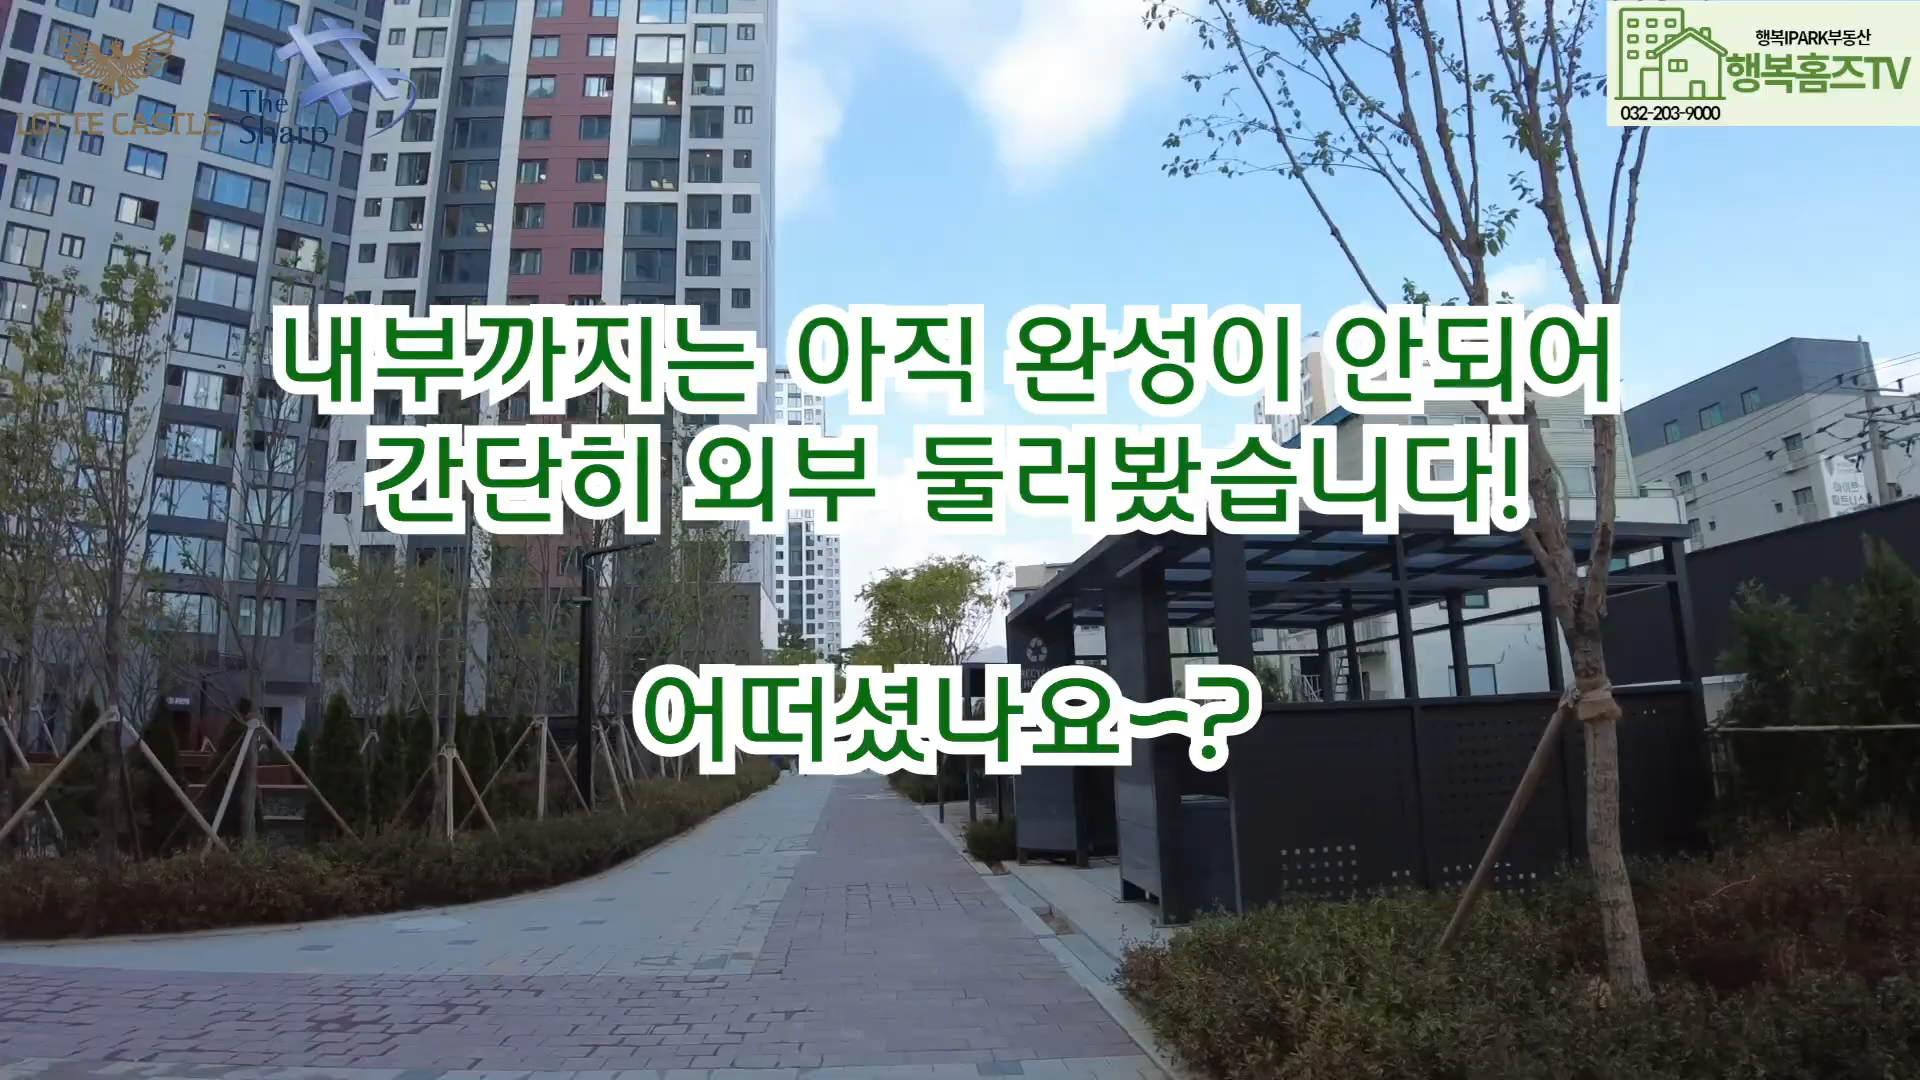 LOTTE CASTLE
The
Sharp
행복IPARK부동산
행복홈즈TV
032-203-9000
내부까지는 아직 완성이 안되어
간단히 외부 둘러봤습니다!
어떠셨나요~?